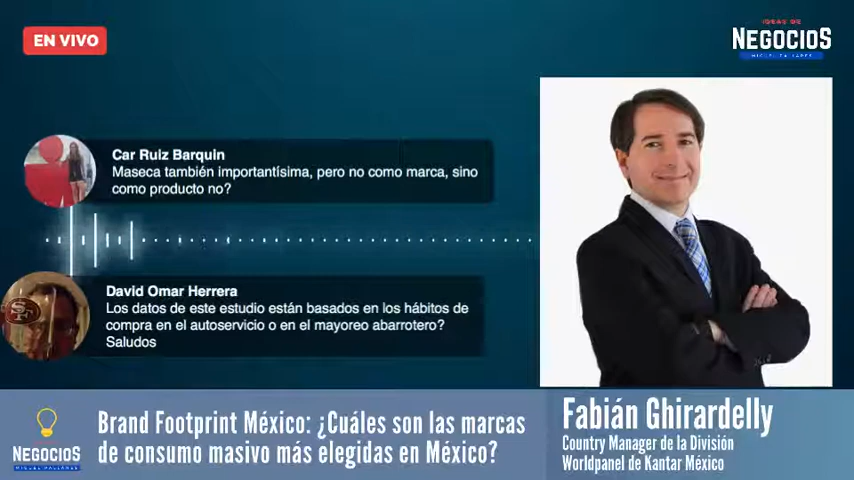 EN VIVO
IDEAS DE
NEGOCIOS
Car Ruiz Barquin
Maseca también importantísima, pero no como marca, sino
como producto no?
David Omar Herrera
Los datos de este estudio están basados en los hábitos de
compra en el autoservicio o en el mayoreo abarrotero?
Saludos
Brand Footprint México: ¿Cuáles son las marcas
de consumo masivo más elegidas en México?
Fabián Ghirardelly
Country Manager de la División
Worldpanel de Kantar México
NEGOCIOS